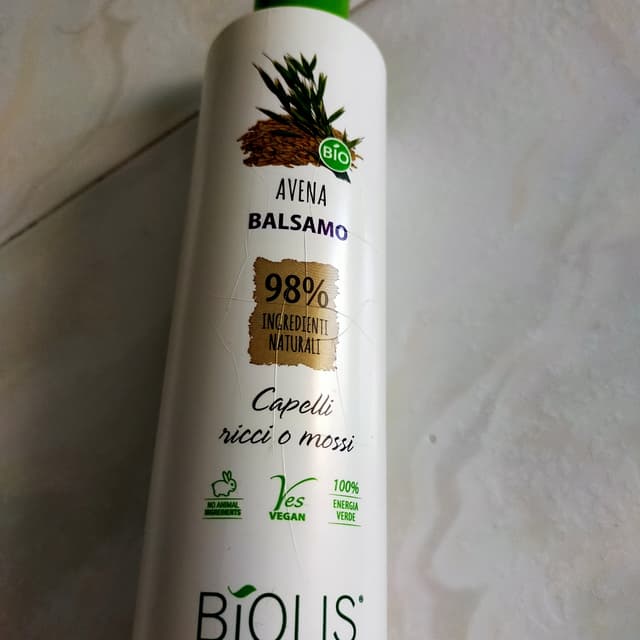 BIO
AVENA
BALSAMO
98%
INGREDIENTI
NATURALI
Capelli
ricci o mossi
NO ANIMAL
INGREDIENTS
Yes
VEGAN
100%
ENERGIA
VERDE
BiOLIS®